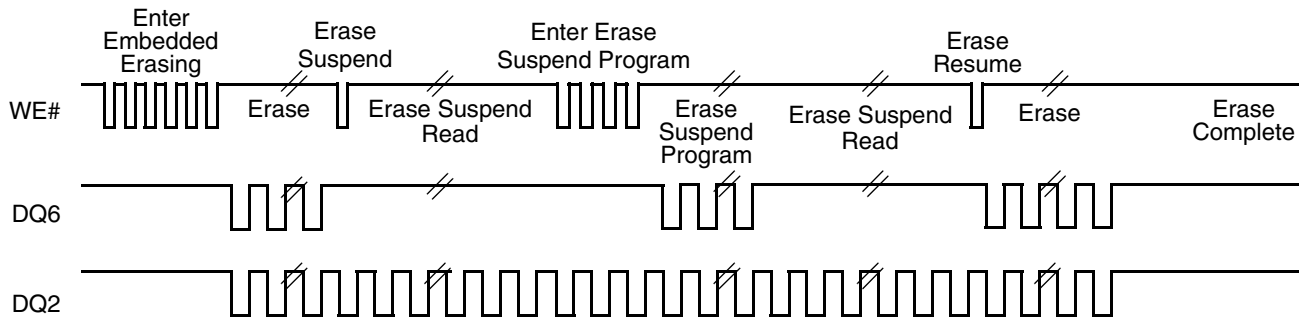 Enter
Embedded
Erasing
Erase
Suspend
Enter Erase
Suspend Program
Erase
Resume
WE#
Erase
Erase Suspend
Read
Erase
Suspend
Program
Erase Suspend
Read
Erase
Erase
Complete
DQ6
DQ2